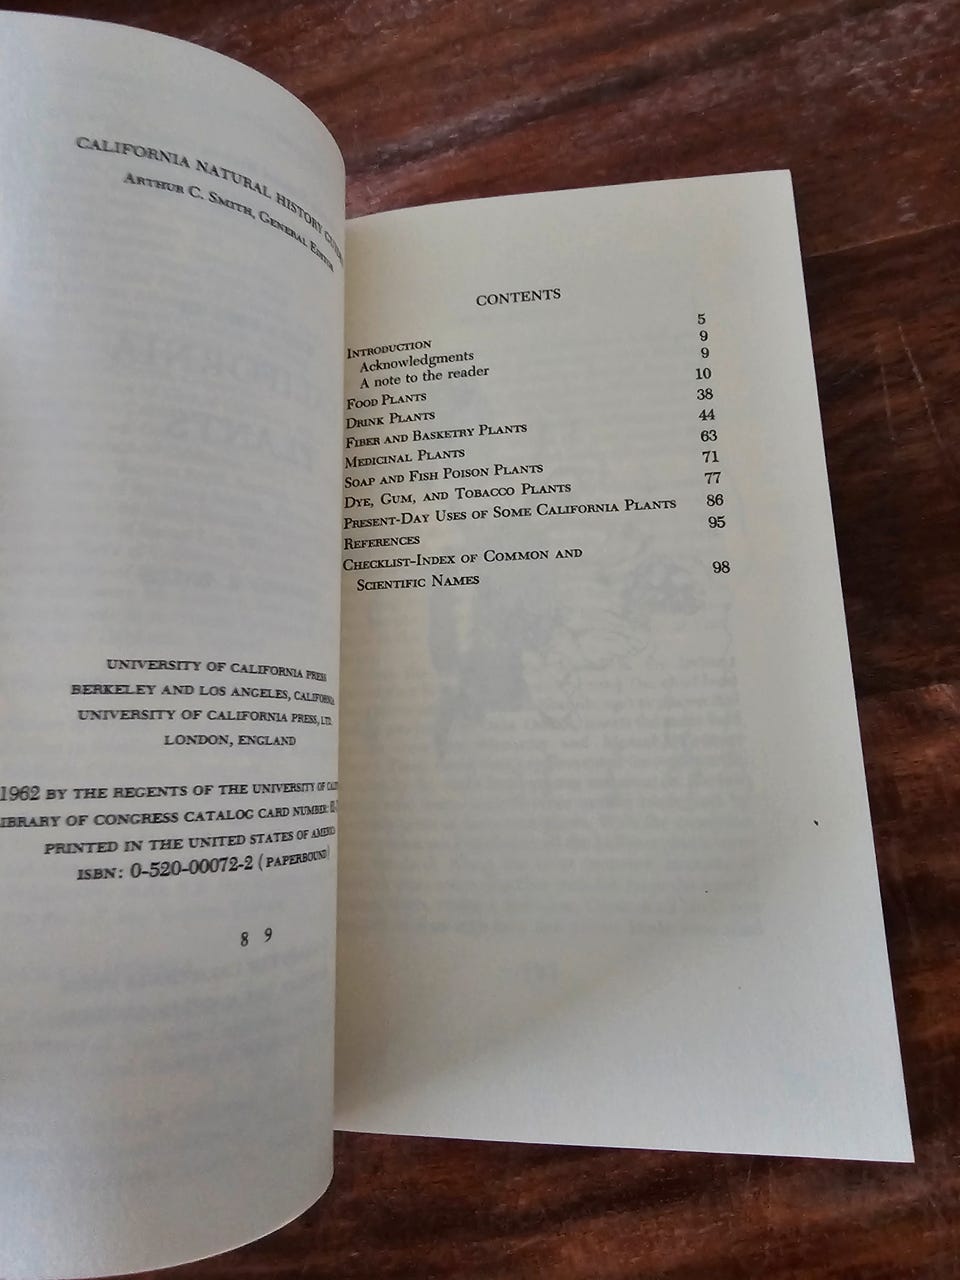 CALIFORNIA NATURAL HISTORY
ARTHUR C. SMITH, GENERAL EDITOR
UNIVERSITY OF CALIFORNIA PRESS
BERKELEY AND LOS ANGELES, CALIFORNIA
UNIVERSITY OF CALIFORNIA PRESS, LTD.
LONDON, ENGLAND
1962 BY THE REGENTS OF THE UNIVERSITY OF
LIBRARY OF CONGRESS CATALOG CARD NUMBER:
PRINTED IN THE UNITED STATES OF AMERICA
ISBN: 0-520-00072-2 (PAPERBOUND)
8 9
CONTENTS
INTRODUCTION 5
Acknowledgments 9
A note to the reader 9
FOOD PLANTS 10
DRINK PLANTS 38
FIBER AND BASKETRY PLANTS 44
MEDICINAL PLANTS 63
SOAP AND FISH POISON PLANTS 71
DYE, GUM, AND TOBACCO PLANTS 77
PRESENT-DAY USES OF SOME CALIFORNIA PLANTS 86
REFERENCES 95
CHECKLIST-INDEX OF COMMON AND
SCIENTIFIC NAMES 98